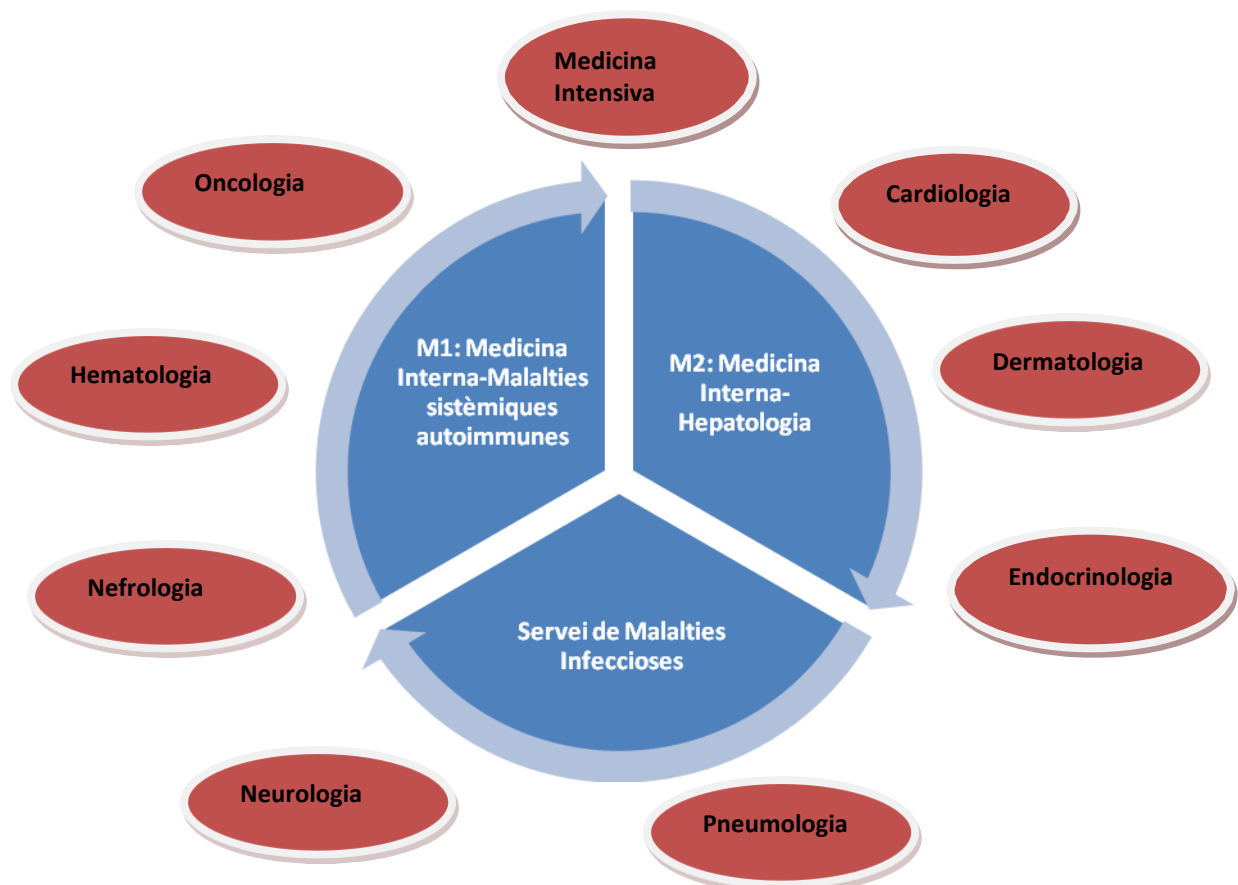 Medicina
Intensiva
Oncologia
Cardiologia
M1: Medicina
Interna-Malalties
sistèmiques
autoimmunes
M2: Medicina
Interna-
Hepatologia
Hematologia
Dermatologia
Nefrologia
Endocrinologia
Servei de Malalties
Infeccioses
Neurologia
Pneumologia